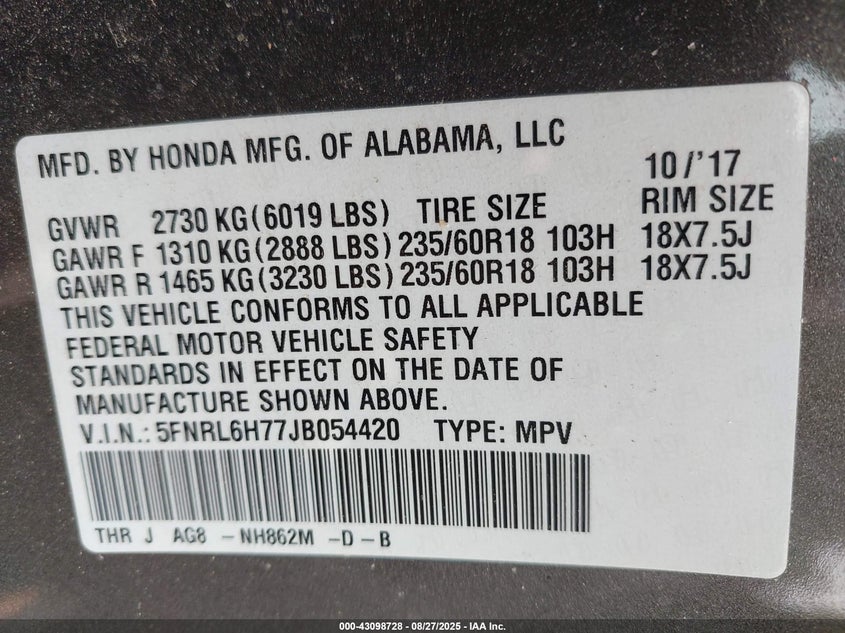 MFD. BY HONDA MFG. OF ALABAMA, LLC
10/'17
GVWR 2730 KG(6019 LBS) TIRE SIZE RIM SIZE
GAWR F 1310 KG(2888 LBS) 235/60R18 103H 18X7.5J
GAWR R 1465 KG(3230 LBS) 235/60R18 103H 18X7.5J
THIS VEHICLE CONFORMS TO ALL APPLICABLE
FEDERAL MOTOR VEHICLE SAFETY
STANDARDS IN EFFECT ON THE DATE OF
MANUFACTURE SHOWN ABOVE.
V.I.N.: 5FNRL6H77JB054420 TYPE: MPV
THR J AG8 - NH862M - D - B
000-43098728 - 08/27/2025 - IAA Inc.